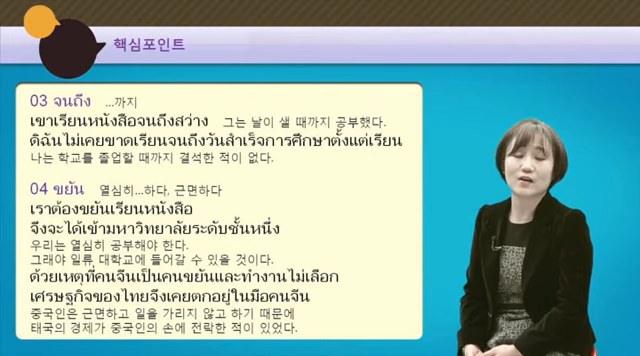 핵심포인트
03 จนถึง ...까지
เขาเรียนหนังสือจนถึงสว่าง 그는 날이 샐 때까지 공부했다.
ดิฉันไม่เคยขาดเรียนจนถึงวันสำเร็จการศึกษาตั้งแต่เรียน
나는 학교를 졸업할 때까지 결석한 적이 없다.
04 ขยัน 열심히...하다, 근면하다
เราต้องขยันเรียนหนังสือ
จึงจะได้เข้ามหาวิทยาลัยระดับชั้นหนึ่ง
우리는 열심히 공부해야 한다.
그래야 일류 대학교에 들어갈 수 있을 것이다.
ด้วยเหตุที่คนจีนเป็นคนขยันและทำงานไม่เลือก
เศรษฐกิจของไทยจึงเคยตกอยู่ในมือคนจีน
중국인은 근면하고 일을 가리지 않고 하기 때문에
태국의 경제가 중국인의 손에 전락한 적이 있었다.